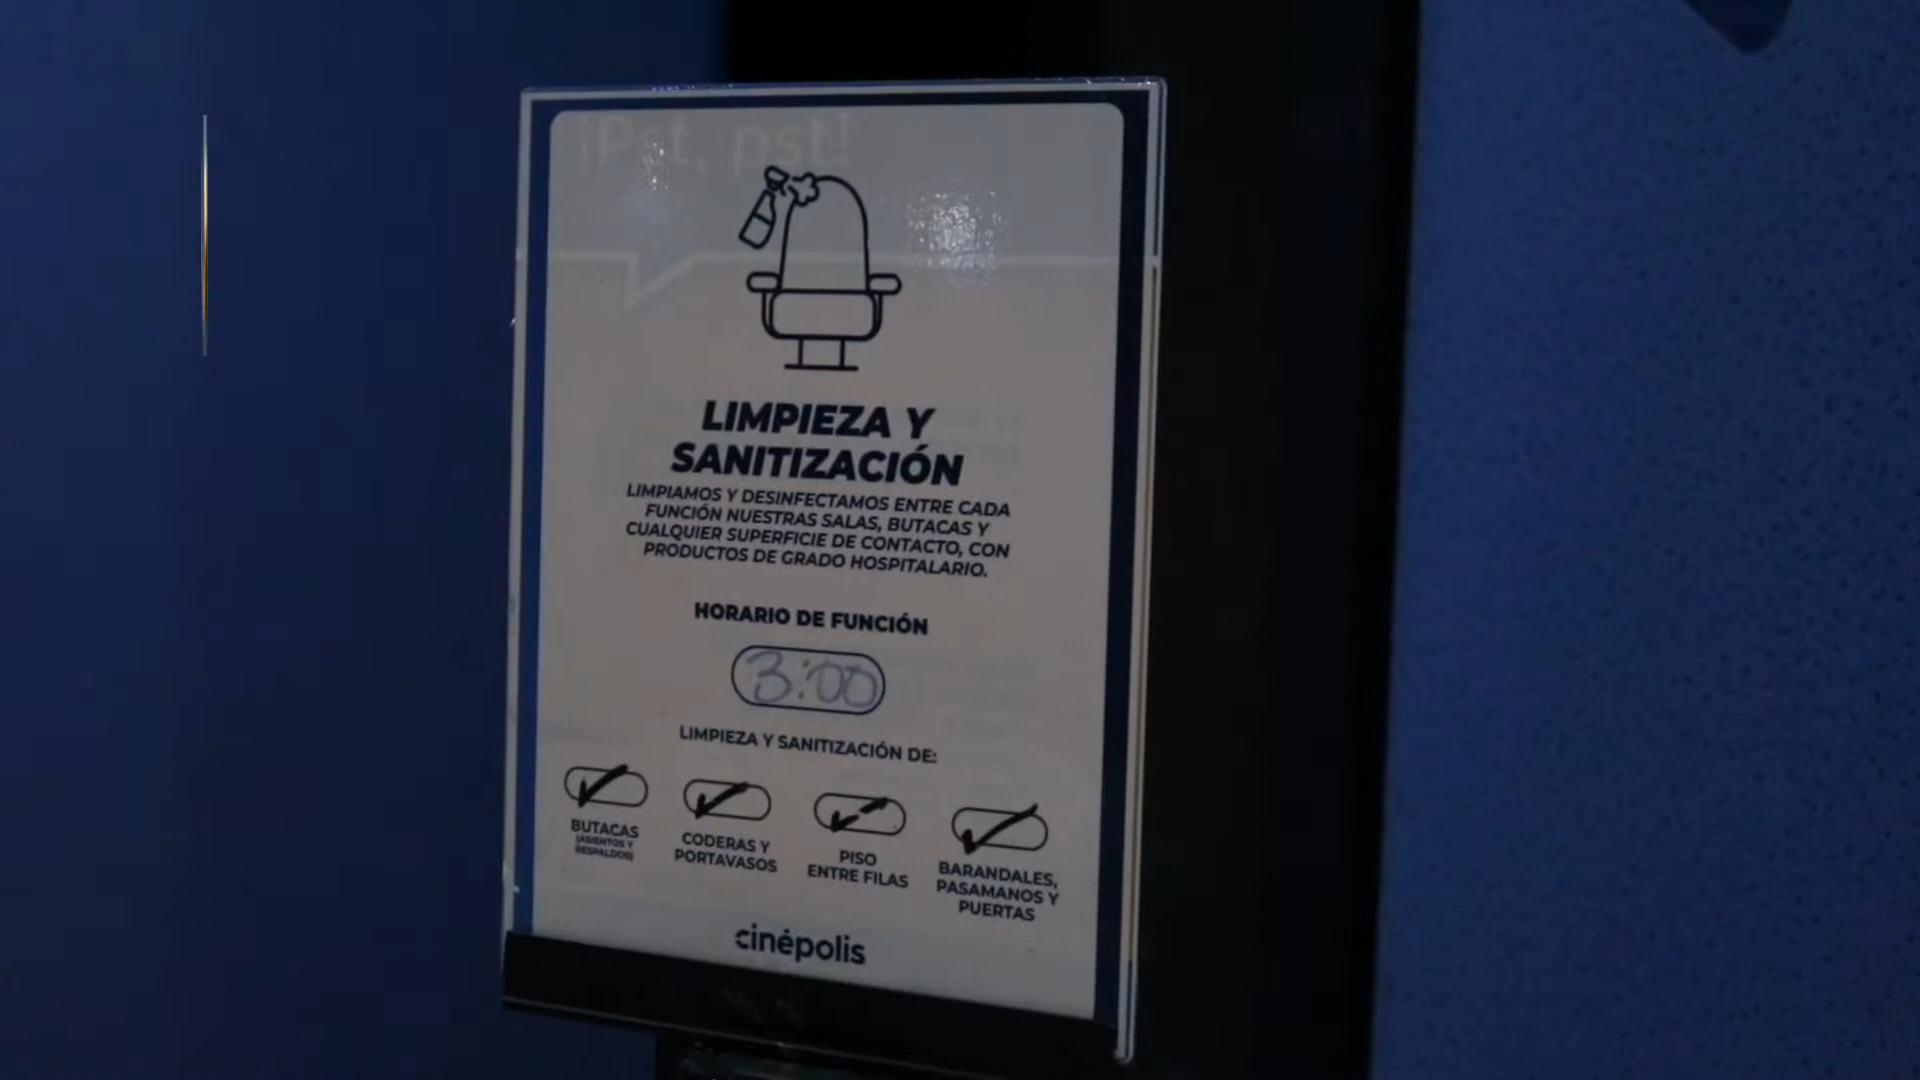 ¡Pst, pst!
LIMPIEZA Y
SANITIZACIÓN
LIMPIAMOS Y DESINFECTAMOS ENTRE CADA
FUNCIÓN NUESTRAS SALAS, BUTACAS Y
CUALQUIER SUPERFICIE DE CONTACTO, CON
PRODUCTOS DE GRADO HOSPITALARIO.
HORARIO DE FUNCIÓN
3:00
LIMPIEZA Y SANITIZACIÓN DE:
BUTACAS
(ASIENTOS Y
RESPALDOS)
CODERAS Y
PORTAVASOS
PISO
ENTRE FILAS
BARANDALES,
PASAMANOS Y
PUERTAS
cinépolis